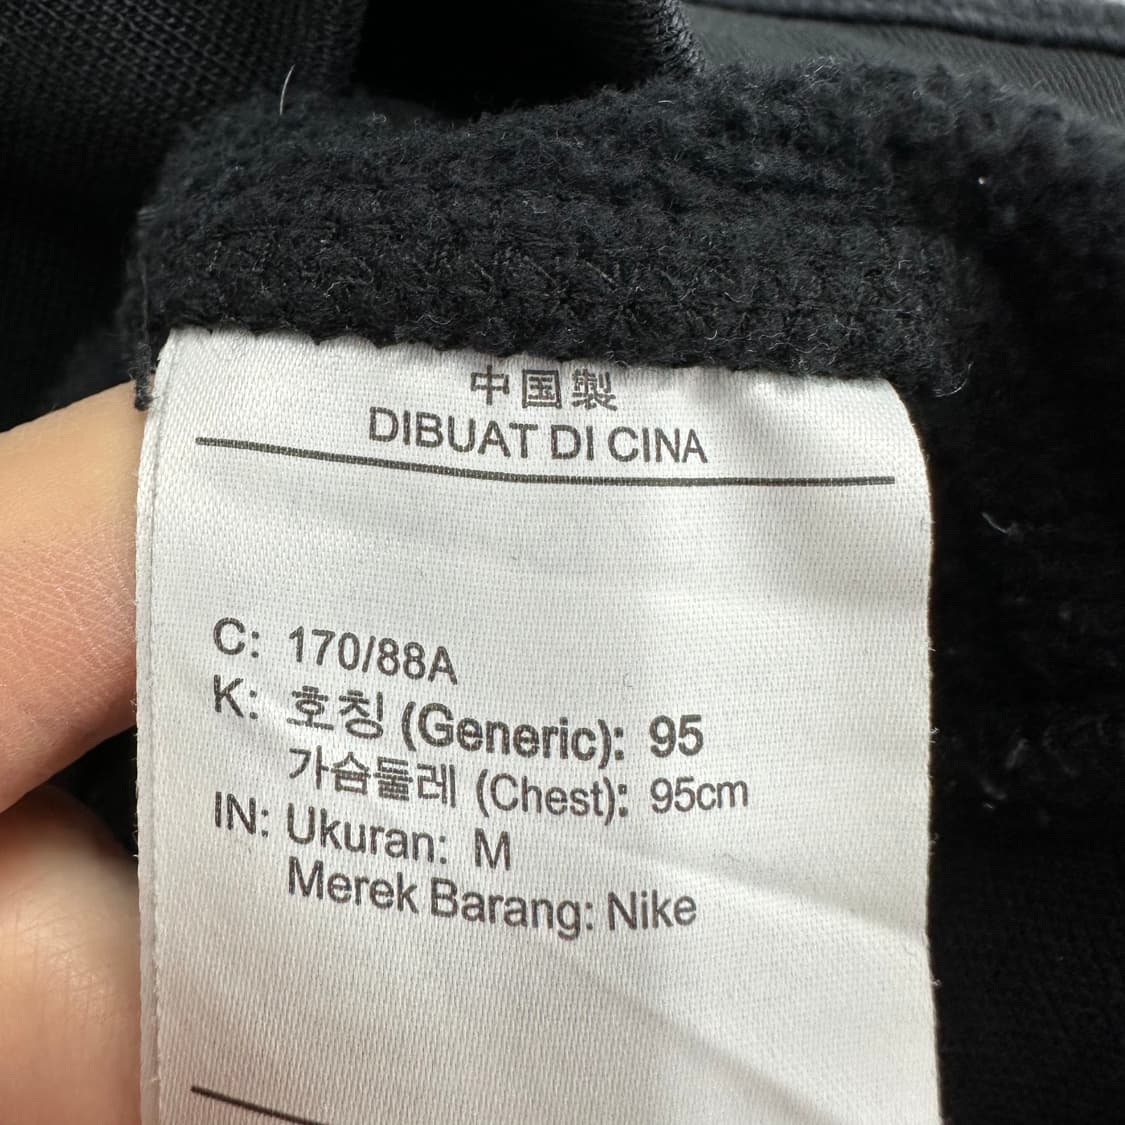 中国製
DIBUAT DI CINA
C: 170/88A
K: 호칭 (Generic): 95
가슴둘레 (Chest): 95cm
IN: Ukuran: M
Merek Barang: Nike